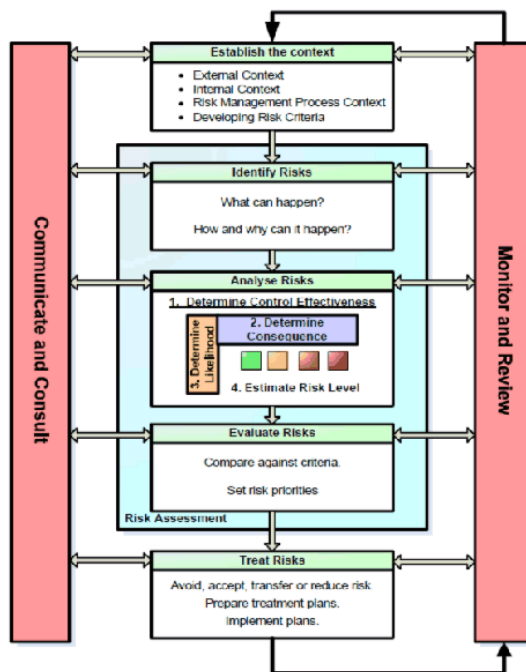 Communicate and Consult
Establish the context
• External Context
• Internal Context
• Risk Management Process Context
• Developing Risk Criteria
Identify Risks
What can happen?
How and why can it happen?
Analyse Risks
1. Determine Control Effectiveness
2. Determine
Consequence
3. Determine
Likelihood
4. Estimate Risk Level
Evaluate Risks
Compare against criteria.
Set risk priorities
Risk Assessment
Treat Risks
Avoid, accept, transfer or reduce risk
Prepare treatment plans.
Implement plans.
Monitor and Review